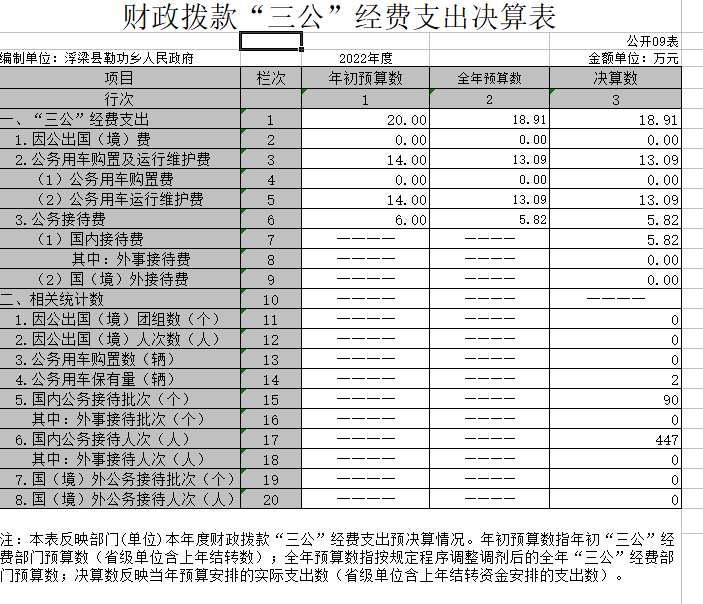 财政拨款“三公”经费支出决算表
公开09表
编制单位：浮梁县勒功乡人民政府 2022年度 金额单位：万元
项目 栏次 年初预算数 全年预算数 决算数
行次 1 2 3
一、“三公”经费支出 1 20.00 18.91 18.91
1.因公出国（境）费 2 0.00 0.00 0.00
2.公务用车购置及运行维护费 3 14.00 13.09 13.09
（1）公务用车购置费 4 0.00 0.00 0.00
（2）公务用车运行维护费 5 14.00 13.09 13.09
3.公务接待费 6 6.00 5.82 5.82
（1）国内接待费 7 ———— ———— 5.82
其中：外事接待费 8 ———— ———— 0.00
（2）国（境）外接待费 9 ———— ———— 0.00
二、相关统计数 10 ———— ———— ————
1.因公出国（境）团组数（个） 11 ———— ———— 0
2.因公出国（境）人次数（人） 12 ———— ———— 0
3.公务用车购置数（辆） 13 ———— ———— 0
4.公务用车保有量（辆） 14 ———— ———— 2
5.国内公务接待批次（个） 15 ———— ———— 90
其中：外事接待批次（个） 16 ———— ———— 0
6.国内公务接待人次（人） 17 ———— ———— 447
其中：外事接待人次（人） 18 ———— ———— 0
7.国（境）外公务接待批次（个） 19 ———— ———— 0
8.国（境）外公务接待人次（人） 20 ———— ———— 0
注：本表反映部门(单位)本年度财政拨款“三公”经费支出预决算情况。年初预算数指年初“三公”经
费部门预算数（省级单位含上年结转数）；全年预算数指按规定程序调整调剂后的全年“三公”经费部
门预算数；决算数反映当年预算安排的实际支出数（省级单位含上年结转资金安排的支出数）。